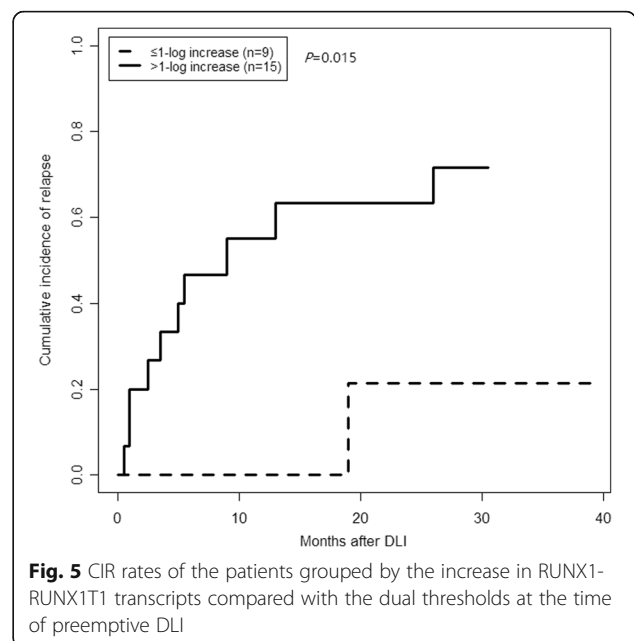 ≤1-log increase (n=9)
>1-log increase (n=15)
P=0.015
1.0
0.8
0.6
0.4
0.2
0.0
Cumulative incidence of relapse
0
10
20
30
40
Months after DLI
Fig. 5 CIR rates of the patients grouped by the increase in RUNX1-
RUNX1T1 transcripts compared with the dual thresholds at the time
of preemptive DLI